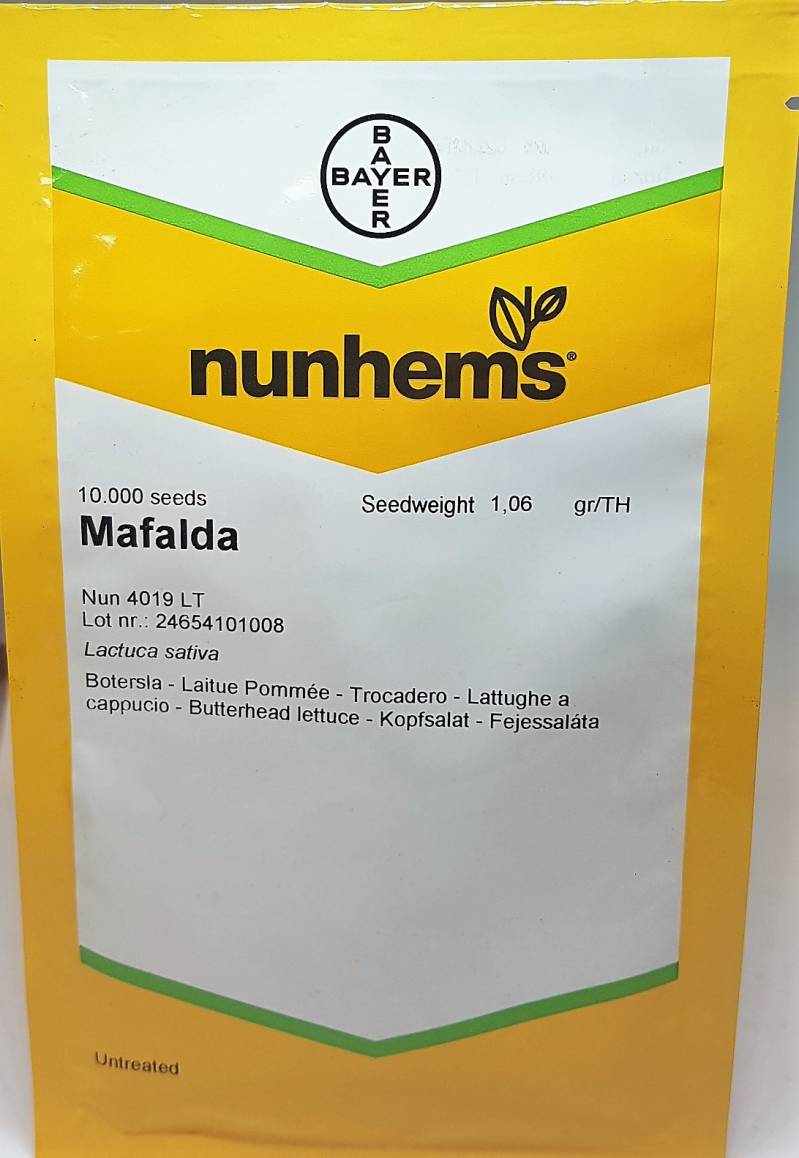 BAYER
BAYER
nunhems®
10.000 seeds
Seedweight 1,06 gr/TH
Mafalda
Nun 4019 LT
Lot nr.: 24654101008
Lactuca sativa
Botersla - Laitue Pommée - Trocadero - Lattughe a
cappucio - Butterhead lettuce - Kopfsalat - Fejessaláta
Untreated